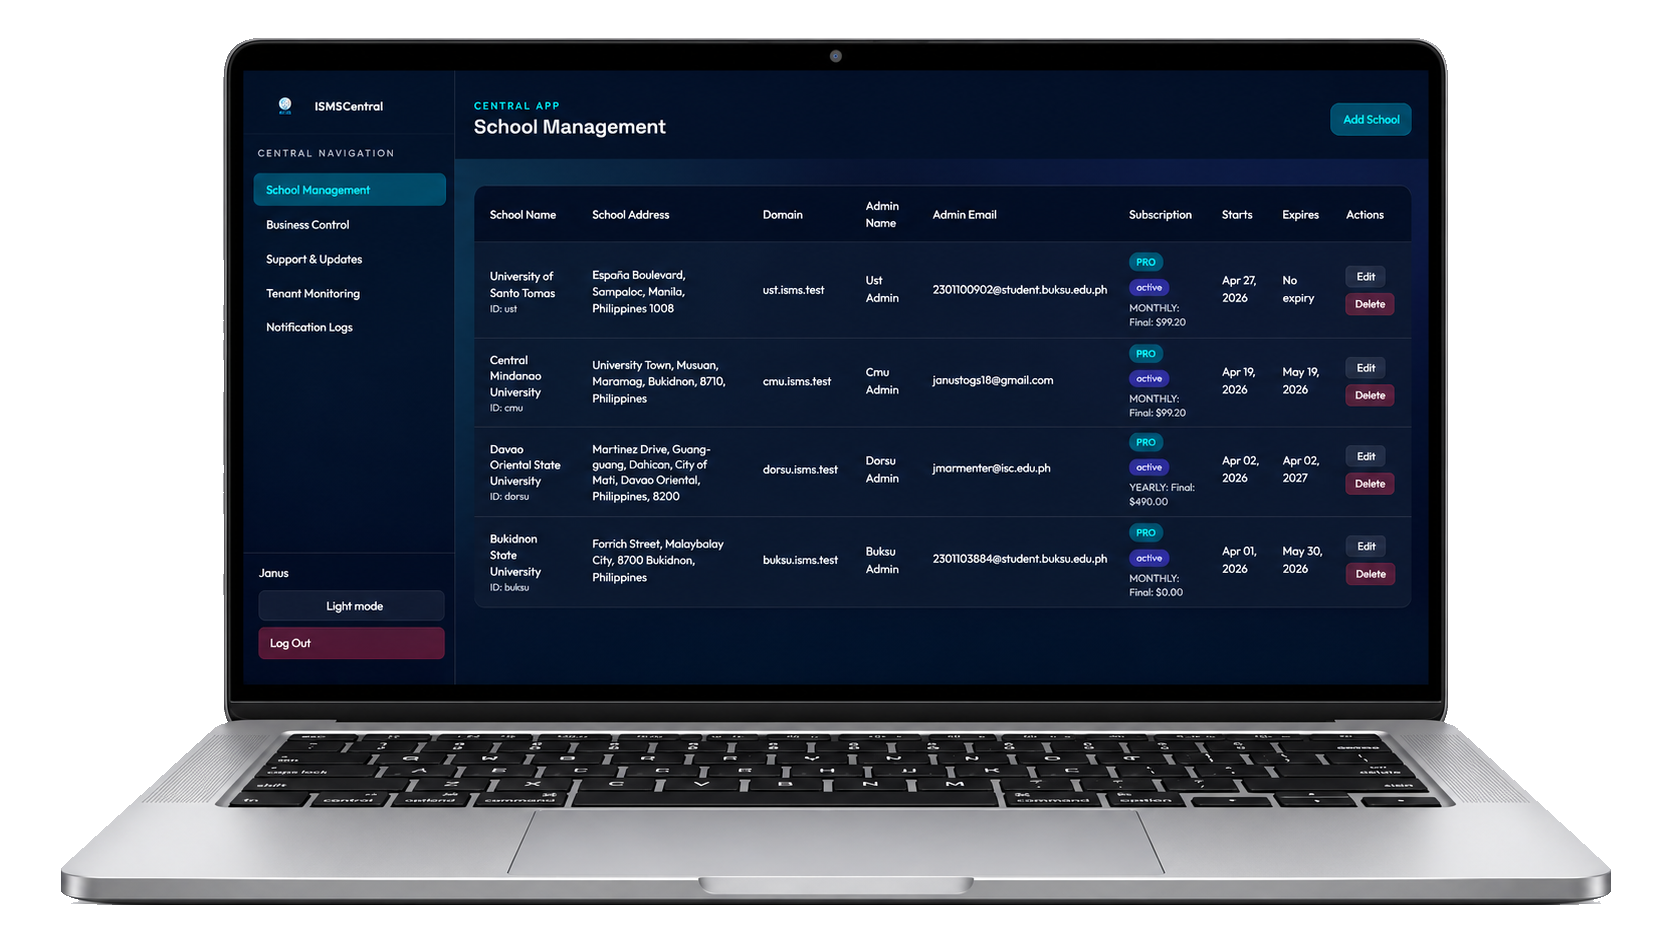 ISMSCentral
CENTRAL NAVIGATION
School Management
Business Control
Support & Updates
Tenant Monitoring
Notification Logs
Janus
Light mode
Log Out
CENTRAL APP
School Management
Add School
School Name
School Address
Domain
Admin
Name
Admin Email
Subscription
Starts
Expires
Actions
University of
Santo Tomas
ID: ust
España Boulevard,
Sampaloc, Manila,
Philippines 1008
ust.isms.test
Ust
Admin
2301100902@student.buksu.edu.ph
PRO
active
MONTHLY:
Final: $99.20
Apr 27,
2026
No
expiry
Edit
Delete
Central
Mindanao
University
ID: cmu
University Town, Musuan,
Maramag, Bukidnon, 8710,
Philippines
cmu.isms.test
Cmu
Admin
janustogs18@gmail.com
PRO
active
MONTHLY:
Final: $99.20
Apr 19,
2026
May 19,
2026
Edit
Delete
Davao
Oriental State
University
ID: dorsu
Martinez Drive, Guang-
guang, Dahican, City of
Mati, Davao Oriental,
Philippines, 8200
dorsu.isms.test
Dorsu
Admin
jmarmenter@isc.edu.ph
PRO
active
YEARLY: Final:
$490.00
Apr 02,
2026
Apr 02,
2027
Edit
Delete
Bukidnon
State
University
ID: buksu
Forrich Street, Malaybalay
City, 8700 Bukidnon,
Philippines
buksu.isms.test
Buksu
Admin
2301103884@student.buksu.edu.ph
PRO
active
MONTHLY:
Final: $0.00
Apr 01,
2026
May 30,
2026
Edit
Delete
caps lock
shift
fn control option command command option